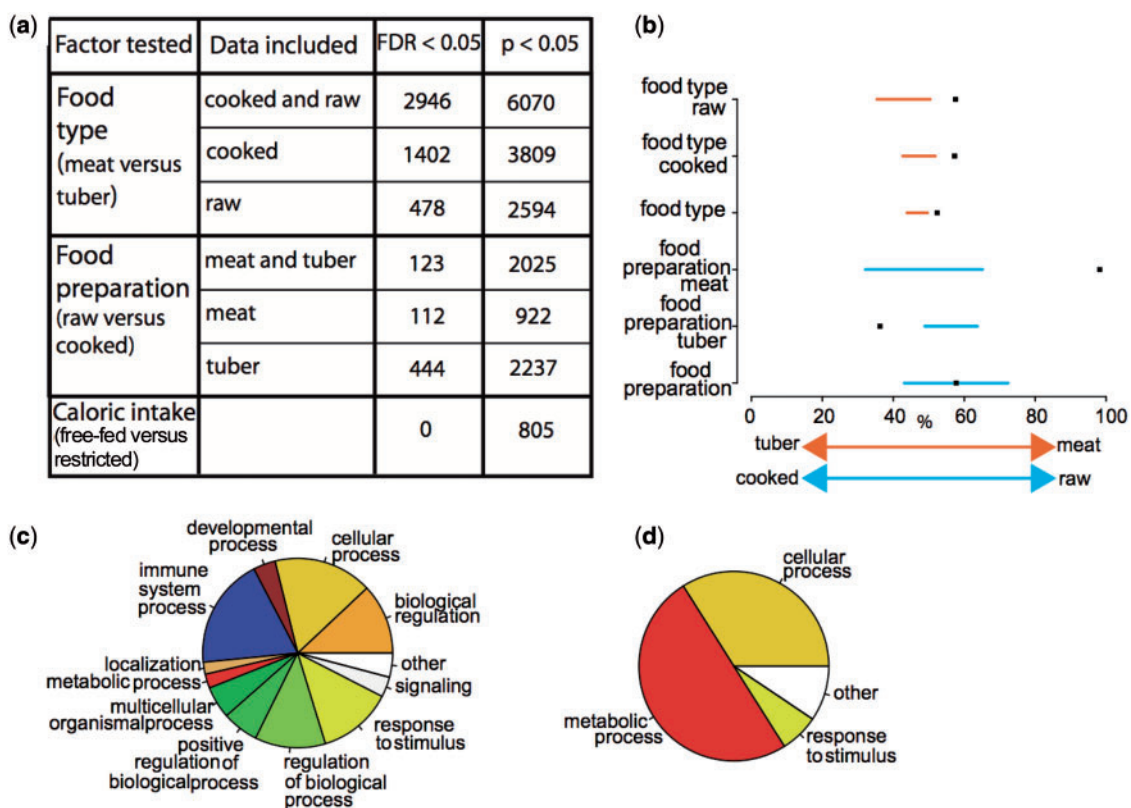 (a)
Factor tested Data included FDR < 0.05 p < 0.05
Food
type
(meat versus
tuber)
cooked and raw 2946 6070
cooked 1402 3809
raw 478 2594
Food
preparation
(raw versus
cooked)
meat and tuber 123 2025
meat 112 922
tuber 444 2237
Caloric intake
(free-fed versus
restricted)
0 805
(b)
food type
raw
food type
cooked
food type
food
preparation
meat
food
preparation
tuber
food
preparation
0 20 40 60 80 100
%
tuber meat
cooked raw
(c)
developmental
process
cellular
process
immune
system
process
biological
regulation
localization
other
metabolic process
signaling
multicellular
organismal process
response
to stimulus
positive
regulation of
biological process
regulation
of biological
process
(d)
cellular
process
other
metabolic
process
response
to stimulus